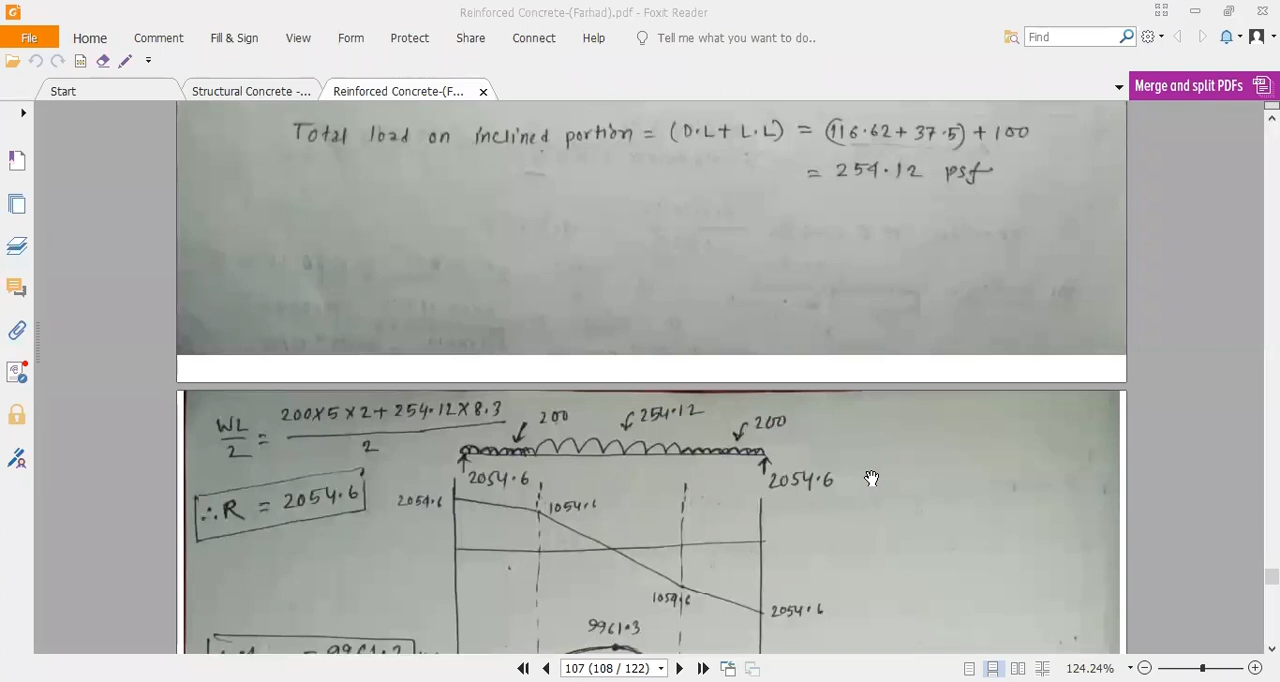 Reinforced Concrete-(Farhad).pdf - Foxit Reader
File Home Comment Fill & Sign View Form Protect Share Connect Help Tell me what you want to do.. Find
Start Structural Concrete -... Reinforced Concrete-(F... Merge and split PDFs
Total load on inclined portion = (D.L + L.L) = (116.62 + 37.5) + 100
= 254.12 psf
WL/2 = (200×5×2 + 254.12×8.3)/2
200 254.12 200
2054.6 2054.6
∴R = 2054.6
2054.6 1054.6
1054.6 2054.6
9961.3
= 9961.3
107 (108 / 122) 124.24%